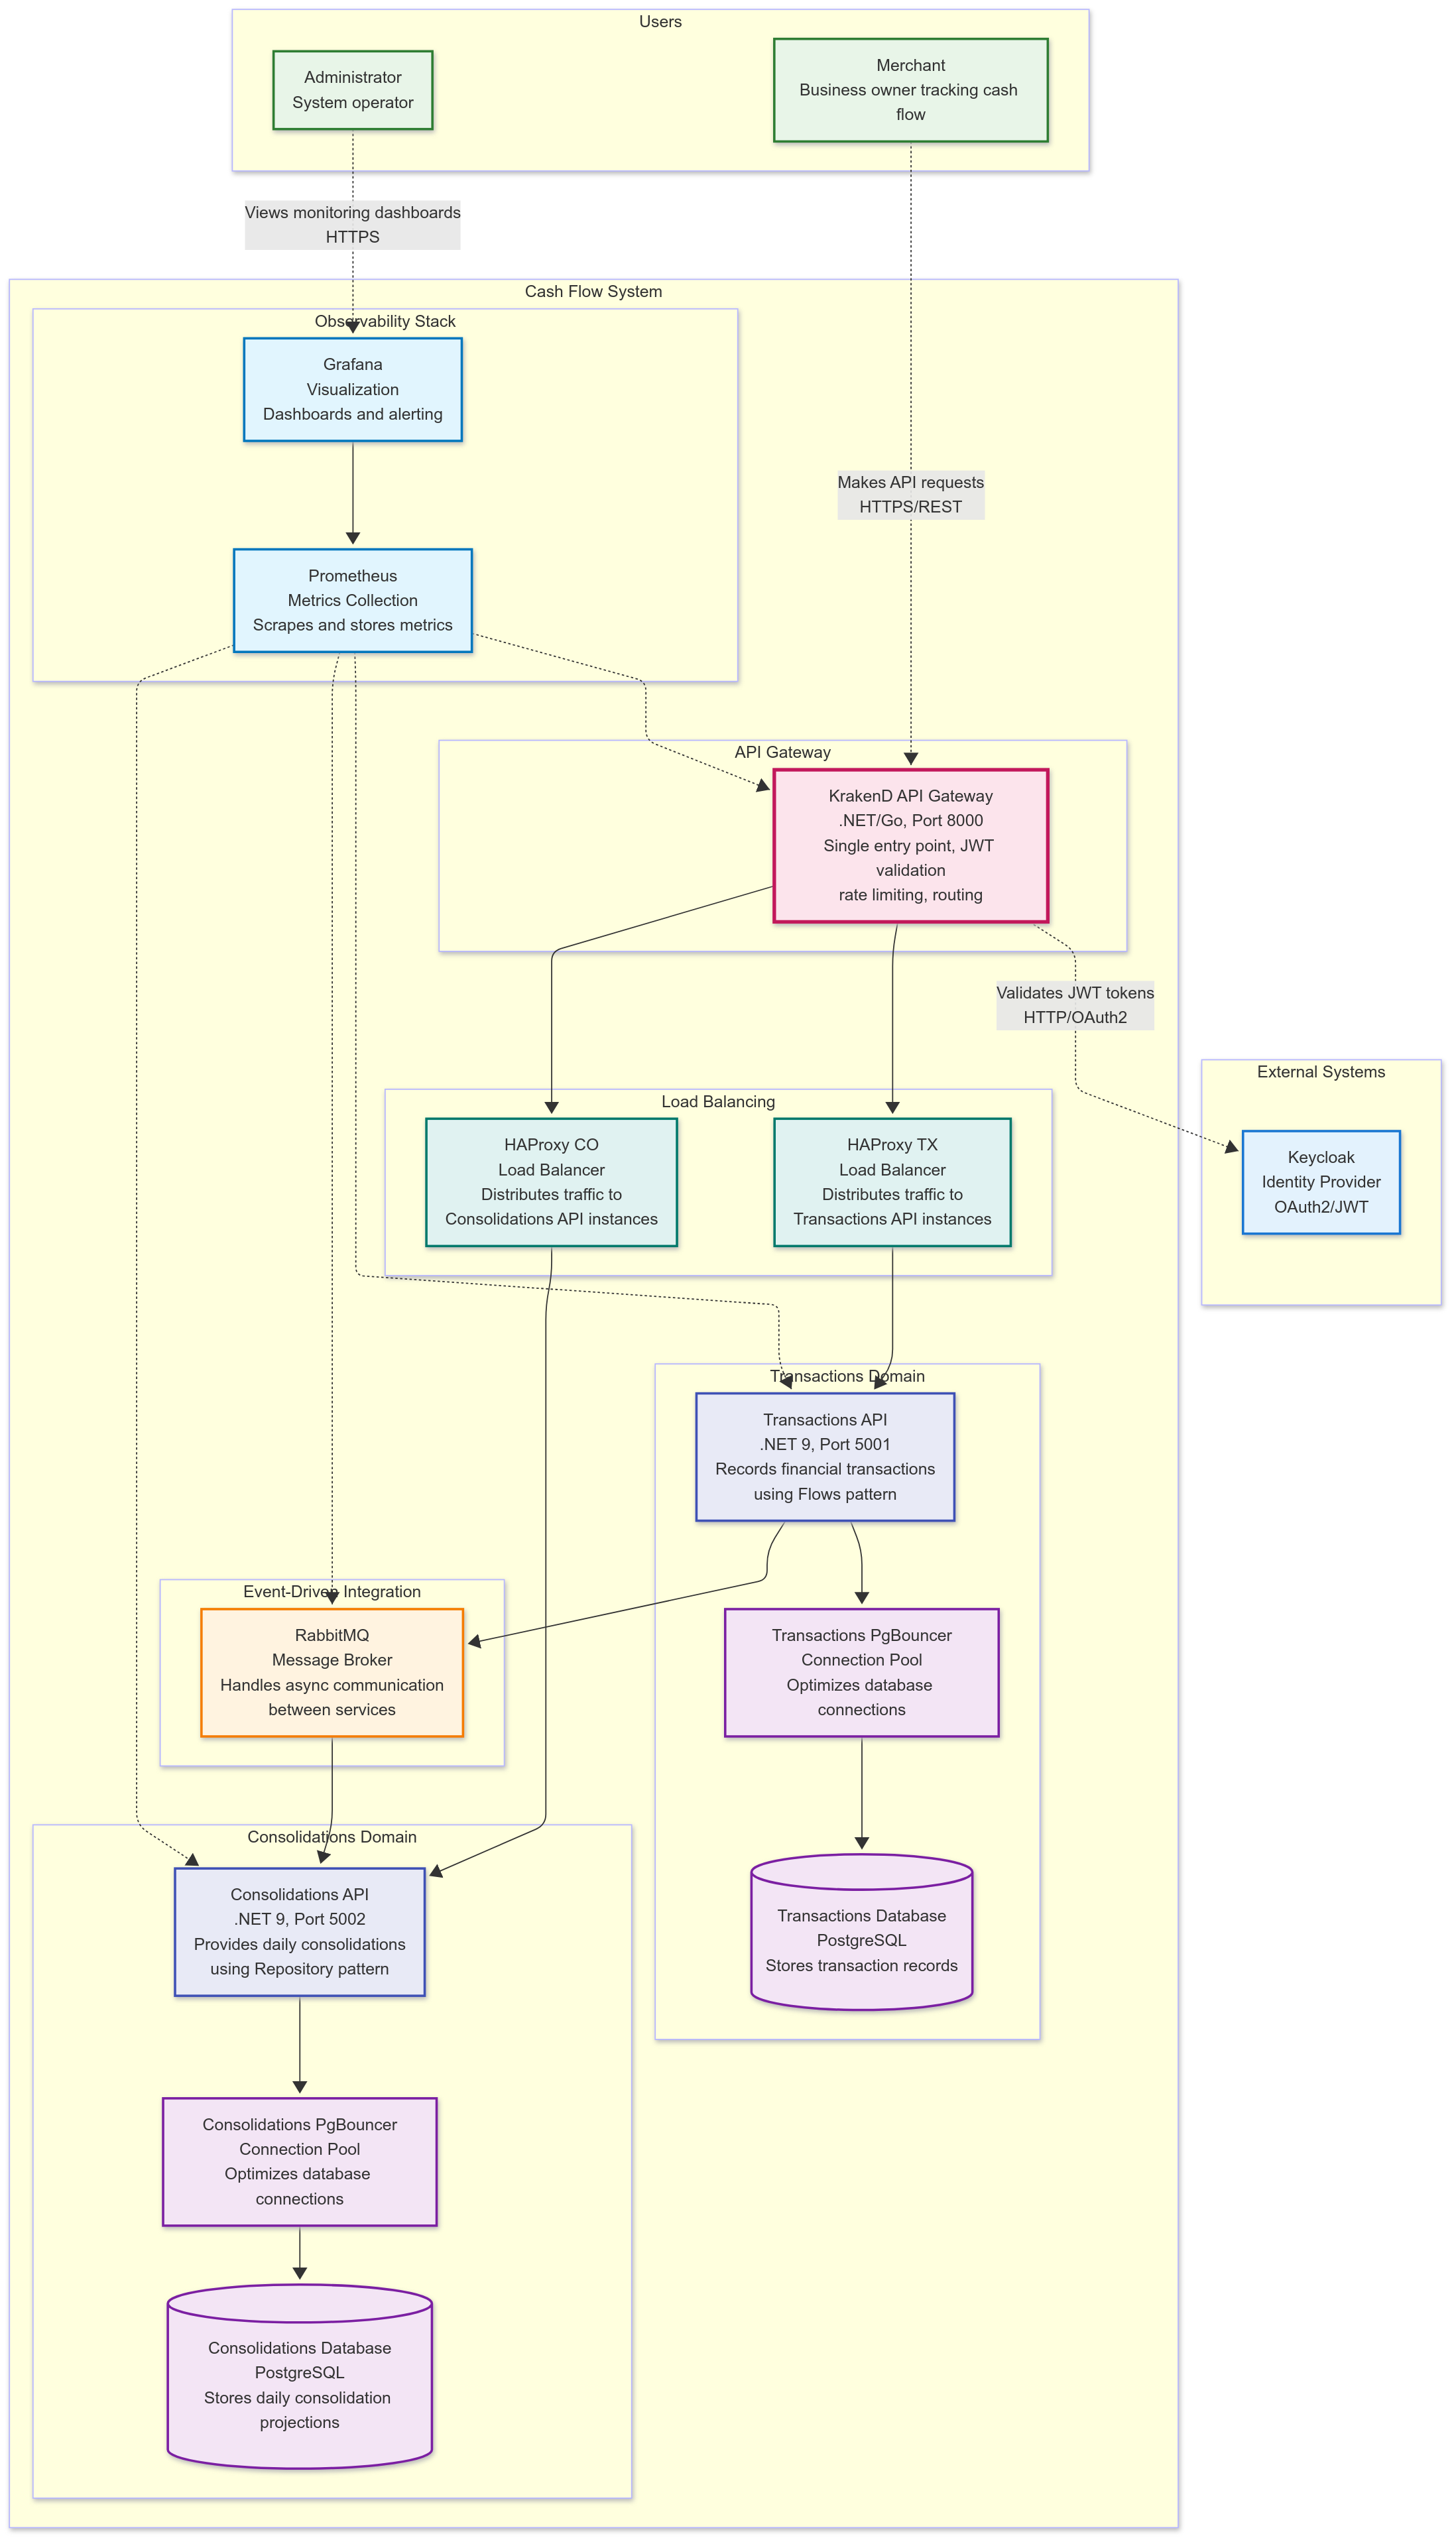 Users
Administrator
System operator
Merchant
Business owner tracking cash
flow
Views monitoring dashboards
HTTPS
Cash Flow System
Observability Stack
Grafana
Visualization
Dashboards and alerting
Makes API requests
HTTPS/REST
Prometheus
Metrics Collection
Scrapes and stores metrics
API Gateway
KrakenD API Gateway
.NET/Go, Port 8000
Single entry point, JWT
validation
rate limiting, routing
Validates JWT tokens
HTTP/OAuth2
External Systems
Keycloak
Identity Provider
OAuth2/JWT
Load Balancing
HAProxy CO
Load Balancer
Distributes traffic to
Consolidations API instances
HAProxy TX
Load Balancer
Distributes traffic to
Transactions API instances
Transactions Domain
Transactions API
.NET 9, Port 5001
Records financial transactions
using Flows pattern
Event-Driven Integration
RabbitMQ
Message Broker
Handles async communication
between services
Transactions PgBouncer
Connection Pool
Optimizes database
connections
Transactions Database
PostgreSQL
Stores transaction records
Consolidations Domain
Consolidations API
.NET 9, Port 5002
Provides daily consolidations
using Repository pattern
Consolidations PgBouncer
Connection Pool
Optimizes database
connections
Consolidations Database
PostgreSQL
Stores daily consolidation
projections